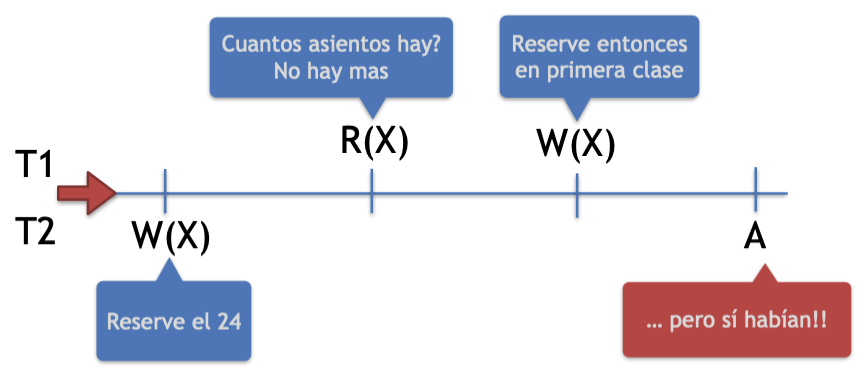 Cuantos asientos hay?
No hay mas
Reserve entonces
en primera clase
R(X)
W(X)
T1
T2
W(X)
A
Reserve el 24
... pero sí habían!!